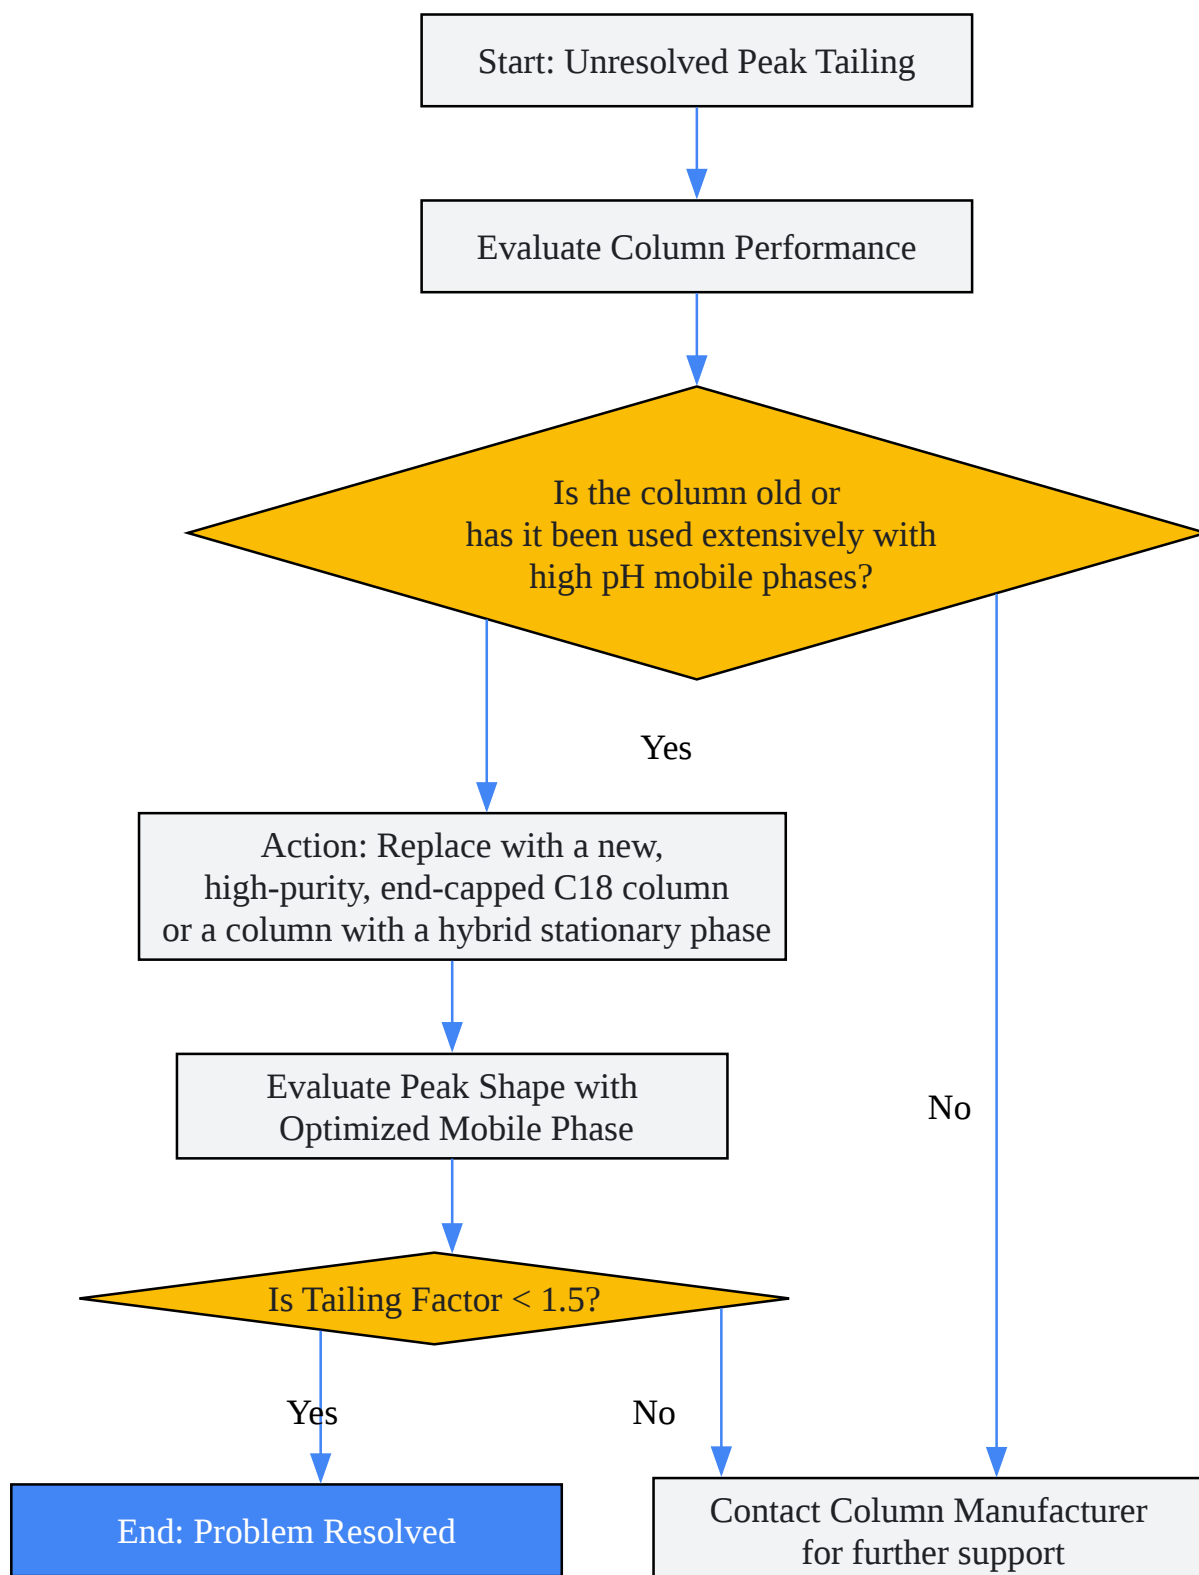 Start: Unresolved Peak Tailing
Evaluate Column Performance
Is the column old or
has it been used extensively with
high pH mobile phases?
Yes
Action: Replace with a new,
high-purity, end-capped C18 column
or a column with a hybrid stationary phase
Evaluate Peak Shape with
Optimized Mobile Phase
No
Is Tailing Factor < 1.5?
Yes
No
End: Problem Resolved
Contact Column Manufacturer
for further support